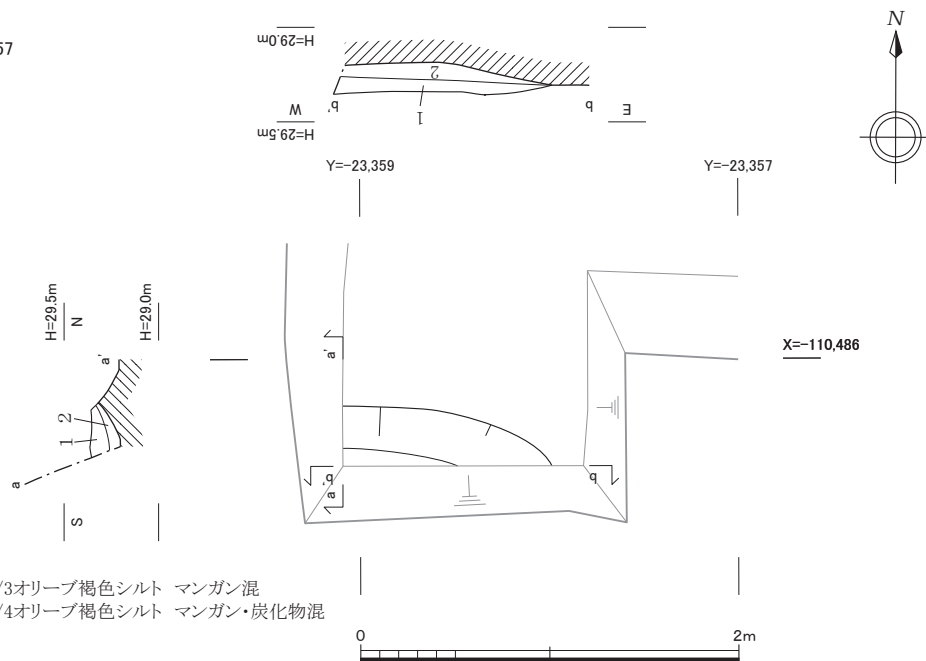 57
H=29.0m
N
2
b'
b
W
1
E
H=29.5m
Y=-23,359
Y=-23,357
H=29.5m
N
H=29.0m
a'
a'
X=-110,486
2
1
a
b'
b
a
S
/3オリーブ褐色シルト マンガン混
/4オリーブ褐色シルト マンガン・炭化物混
0
2m